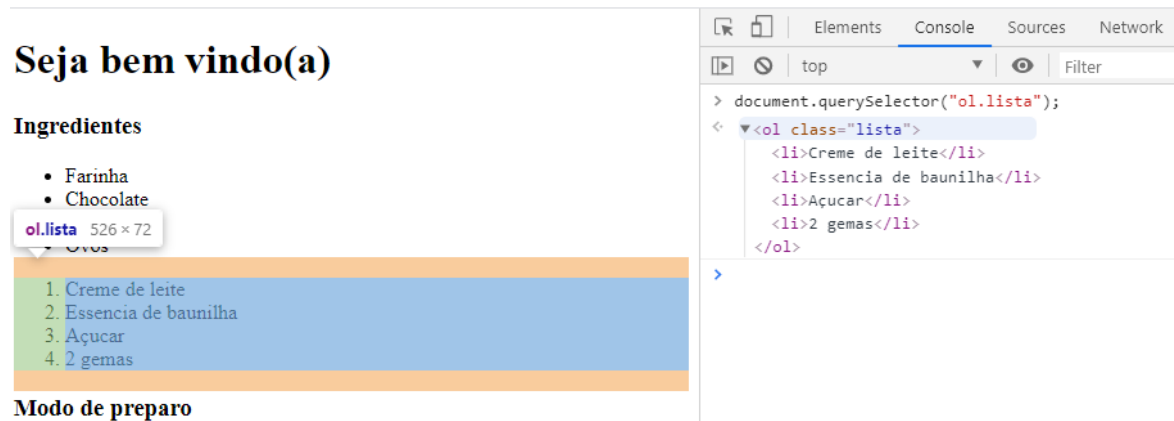 Seja bem vindo(a)
Ingredientes
• Farinha
• Chocolate
ol.lista 526 × 72
• Ovos
1. Creme de leite
2. Essencia de baunilha
3. Açucar
4. 2 gemas
Modo de preparo
Elements Console Sources Network
top Filter
> document.querySelector("ol.lista");
<ol class="lista">
<li>Creme de leite</li>
<li>Essencia de baunilha</li>
<li>Açucar</li>
<li>2 gemas</li>
</ol>
>